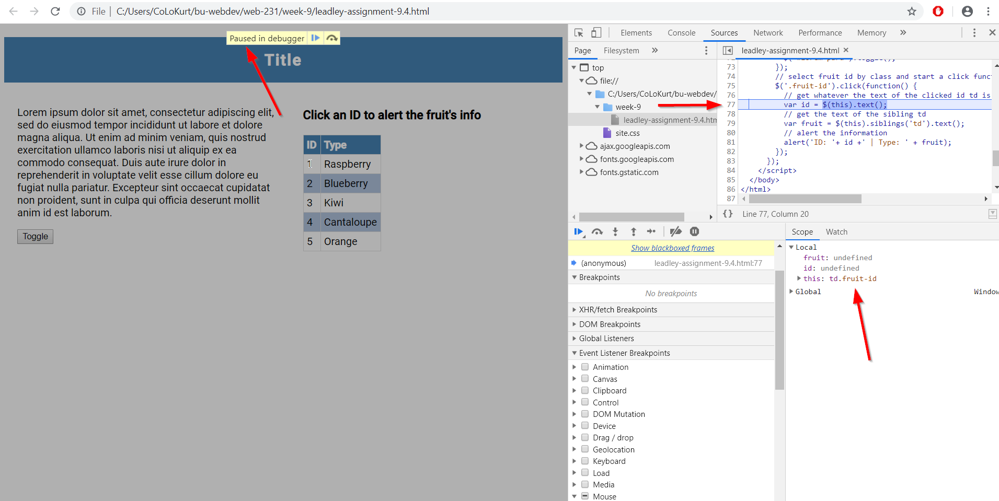 File | C:/Users/CoLoKurt/bu-webdev/web-231/week-9/leadley-assignment-9.4.html
Paused in debugger
Title
Lorem ipsum dolor sit amet, consectetur adipiscing elit,
sed do eiusmod tempor incididunt ut labore et dolore
magna aliqua. Ut enim ad minim veniam, quis nostrud
exercitation ullamco laboris nisi ut aliquip ex ea
commodo consequat. Duis aute irure dolor in
reprehenderit in voluptate velit esse cillum dolore eu
fugiat nulla pariatur. Excepteur sint occaecat cupidatat
non proident, sunt in culpa qui officia deserunt mollit
anim id est laborum.
Toggle
Click an ID to alert the fruit's info
ID Type
1 Raspberry
2 Blueberry
3 Kiwi
4 Cantaloupe
5 Orange
Elements Console Sources Network Performance Memory »
Page Filesystem »
top
file://
C:/Users/CoLoKurt/bu-webdev/
week-9
leadley-assignment-9.4.htm
site.css
ajax.googleapis.com
fonts.googleapis.com
fonts.gstatic.com
leadley-assignment-9.4.html
73 });
74 // select fruit id by class and start a click func
75 $('.fruit-id').click(function() {
76 // get whatever the text of the clicked id td is
77 var id = $(this).text();
78 // get the text of the sibling td
79 var fruit = $(this).siblings('td').text();
80 // alert the information
81 alert('ID: '+ id +' | Type: ' + fruit);
82 });
83 });
84 </script>
85 </body>
86 </html>
87
{} Line 77, Column 20
Show blackboxed frames
(anonymous) leadley-assignment-9.4.html:77
Breakpoints
No breakpoints
XHR/fetch Breakpoints
DOM Breakpoints
Global Listeners
Event Listener Breakpoints
Animation
Canvas
Clipboard
Control
DOM Mutation
Device
Drag / drop
Geolocation
Keyboard
Load
Media
Mouse
Scope Watch
Local
fruit: undefined
id: undefined
this: td.fruit-id
Global Window